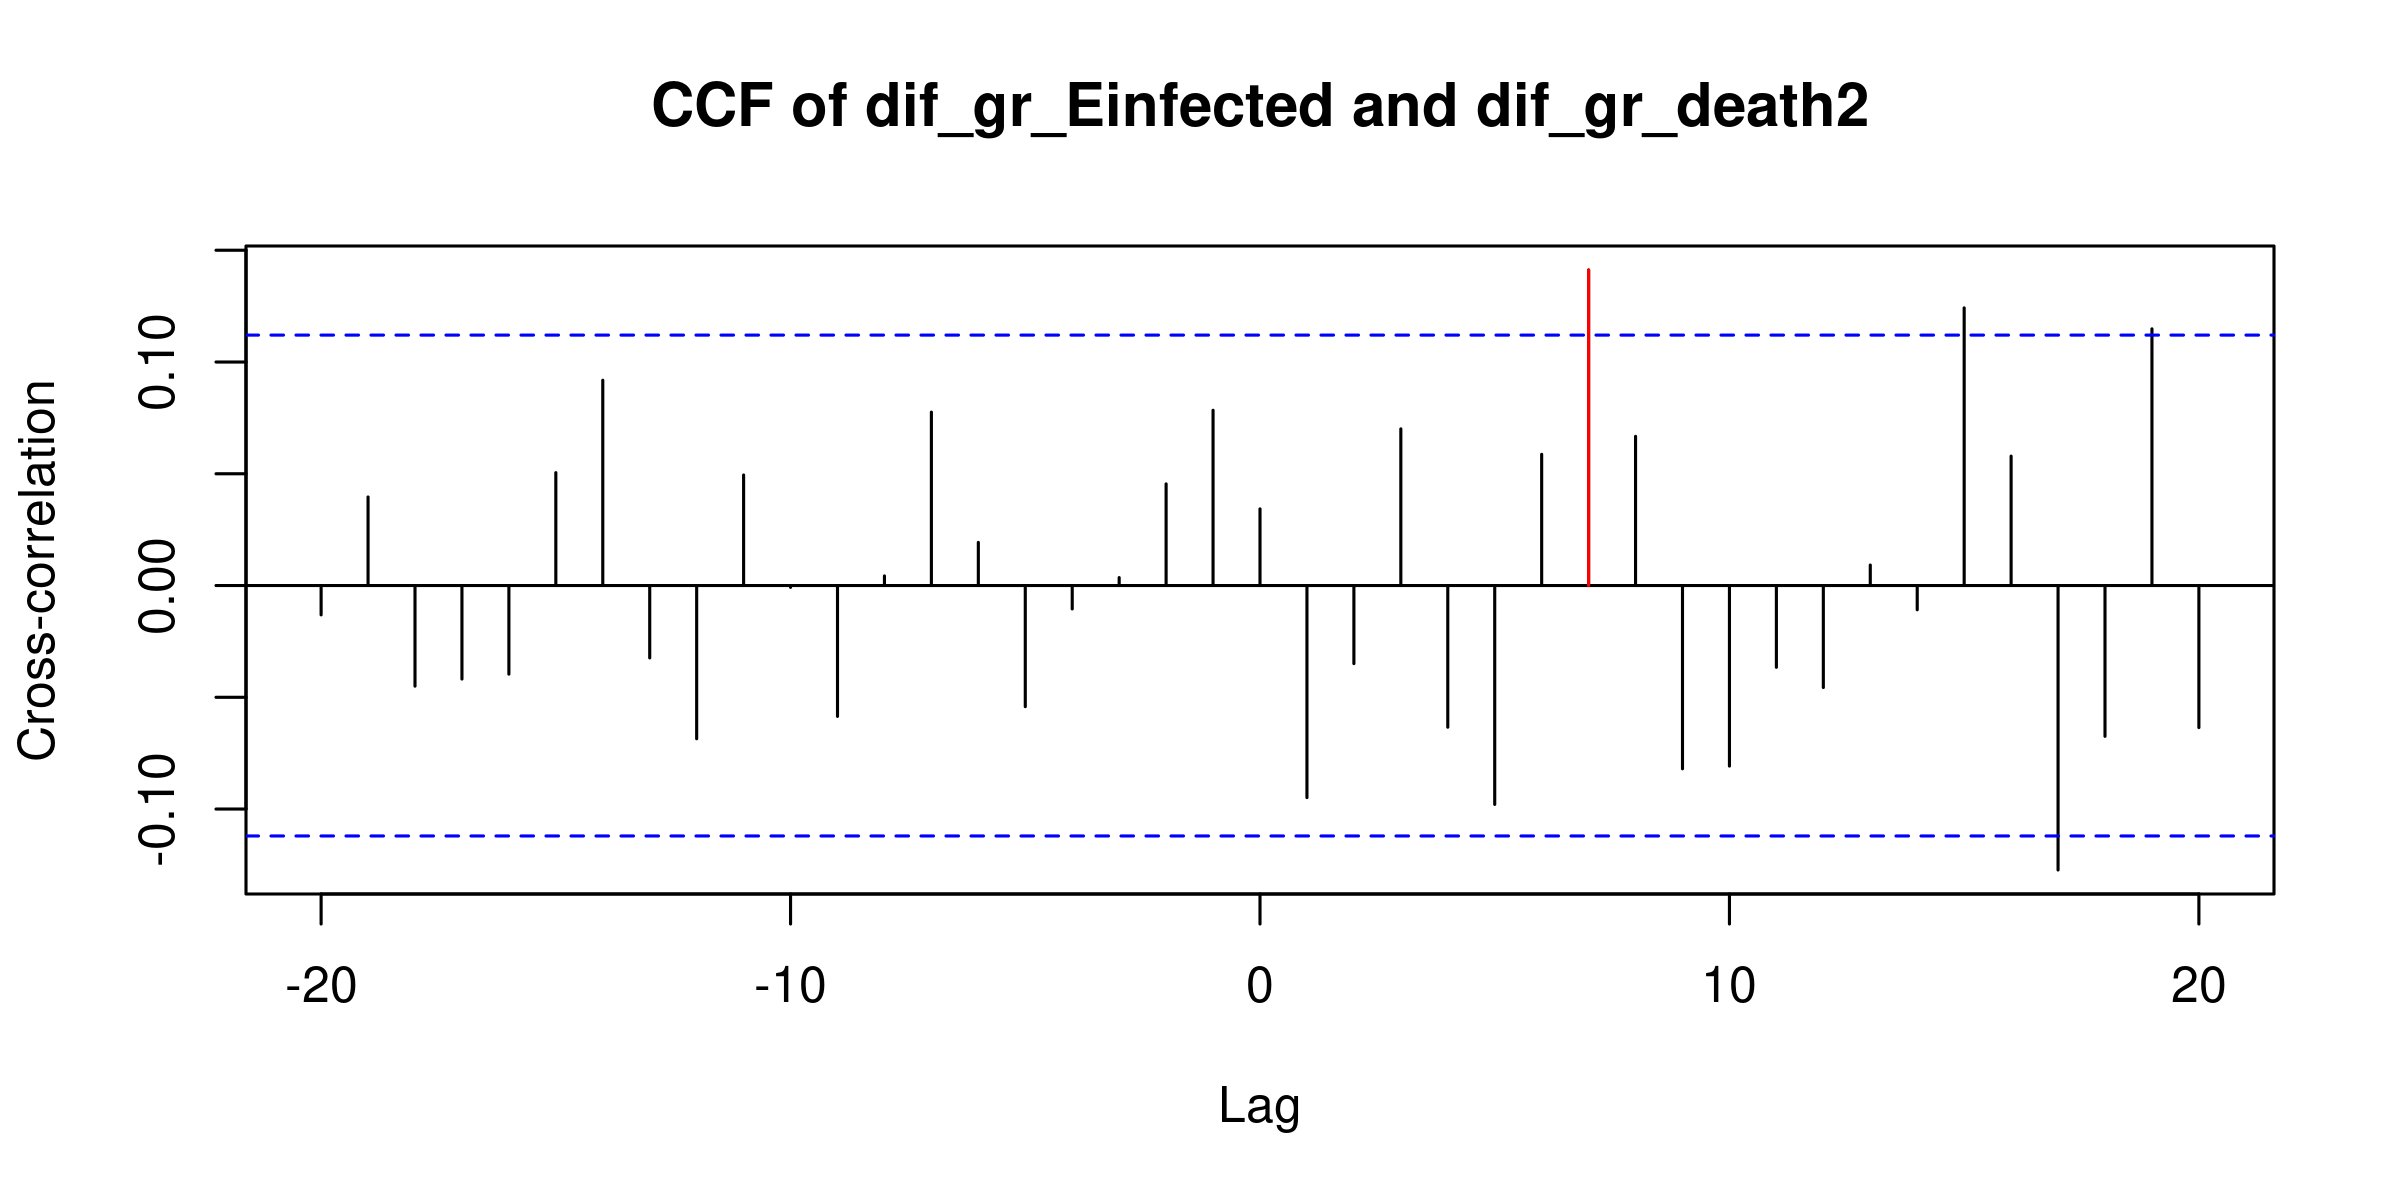 CCF of dif_gr_Einfected and dif_gr_death2
Cross-correlation
0.10
0.00
-0.10
-20
-10
0
10
20
Lag